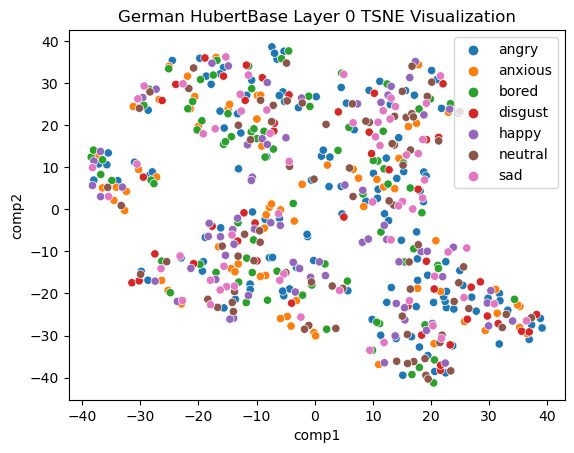 German HubertBase Layer 0 TSNE Visualization
angry
anxious
bored
disgust
happy
neutral
sad
comp2
40
30
20
10
0
−10
−20
−30
−40
−40
−30
−20
−10
0
10
20
30
40
comp1